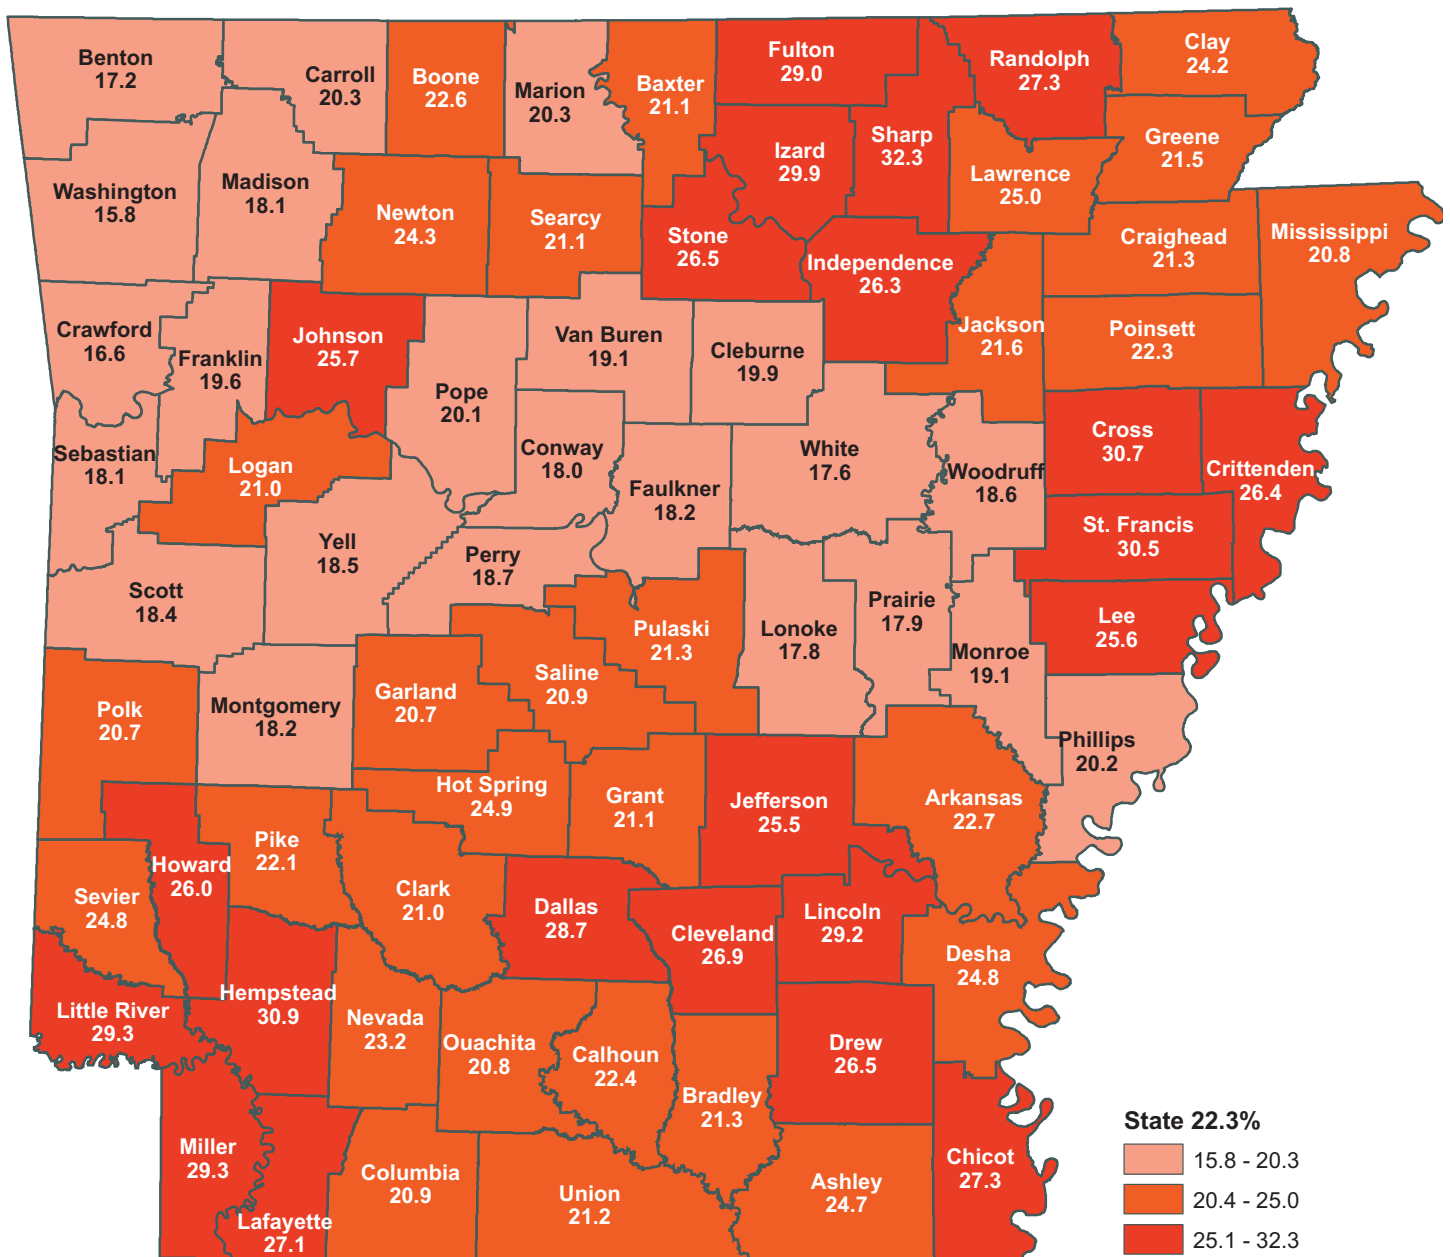 Benton
17.2
Carroll
20.3
Boone
22.6
Marion
20.3
Baxter
21.1
Fulton
29.0
Randolph
27.3
Clay
24.2
Washington
15.8
Madison
18.1
Newton
24.3
Searcy
21.1
Stone
26.5
Izard
29.9
Sharp
32.3
Lawrence
25.0
Greene
21.5
Independence
26.3
Craighead
21.3
Mississippi
20.8
Crawford
16.6
Franklin
19.6
Johnson
25.7
Pope
20.1
Van Buren
19.1
Cleburne
19.9
Jackson
21.6
Poinsett
22.3
Sebastian
18.1
Logan
21.0
Conway
18.0
Faulkner
18.2
White
17.6
Woodruff
18.6
Cross
30.7
Crittenden
26.4
Scott
18.4
Yell
18.5
Perry
18.7
St. Francis
30.5
Pulaski
21.3
Lonoke
17.8
Prairie
17.9
Monroe
19.1
Lee
25.6
Polk
20.7
Montgomery
18.2
Garland
20.7
Saline
20.9
Phillips
20.2
Hot Spring
24.9
Grant
21.1
Jefferson
25.5
Arkansas
22.7
Sevier
24.8
Howard
26.0
Pike
22.1
Clark
21.0
Dallas
28.7
Cleveland
26.9
Lincoln
29.2
Desha
24.8
Little River
29.3
Hempstead
30.9
Nevada
23.2
Ouachita
20.8
Calhoun
22.4
Bradley
21.3
Drew
26.5
Miller
29.3
Lafayette
27.1
Columbia
20.9
Union
21.2
Ashley
24.7
Chicot
27.3
State 22.3%
15.8 - 20.3
20.4 - 25.0
25.1 - 32.3